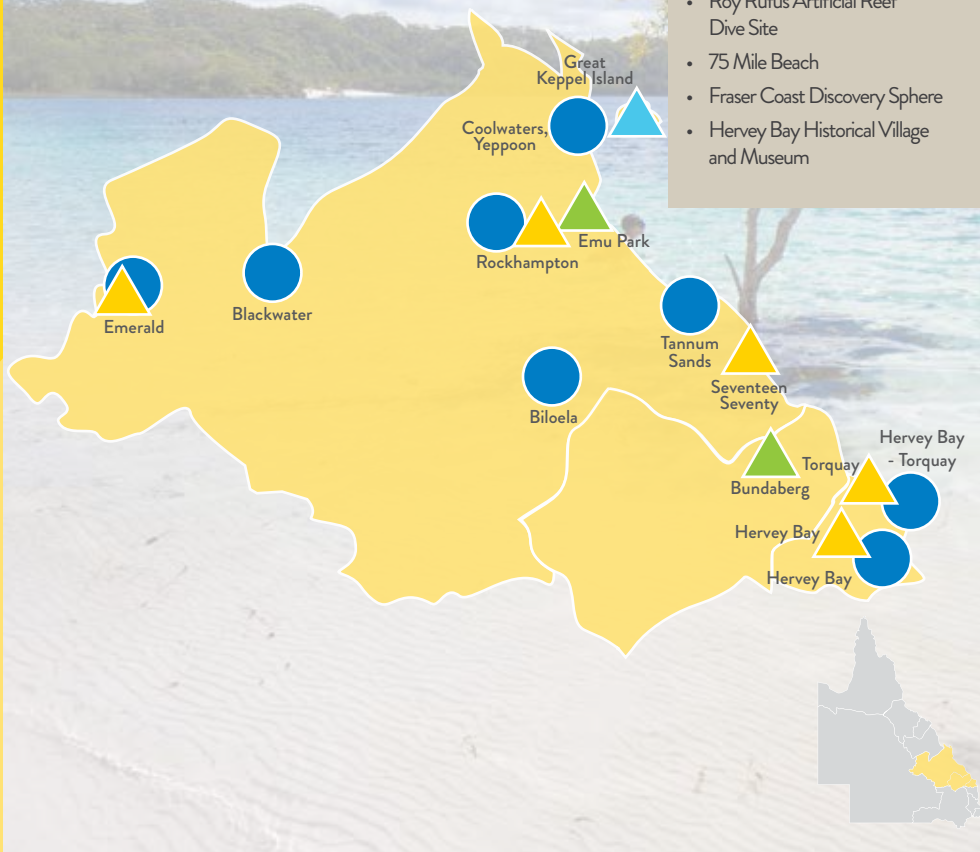 • Roy Rufus Artificial Reef
Dive Site
• 75 Mile Beach
• Fraser Coast Discovery Sphere
• Hervey Bay Historical Village
and Museum
Great
Keppel Island
Coolwaters,
Yeppoon
Emu Park
Rockhampton
Blackwater
Emerald
Tannum
Sands
Seventeen
Seventy
Biloela
Hervey Bay
- Torquay
Torquay
Bundaberg
Hervey Bay
Hervey Bay